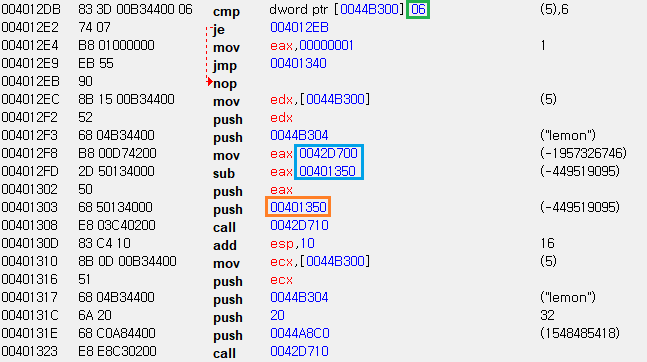 004012DB 83 3D 00B34400 06 cmp dword ptr [0044B300] 06 (5),6
004012E2 74 07 je 004012EB
004012E4 B8 01000000 mov eax,00000001 1
004012E9 EB 55 jmp 00401340
004012EB 90 nop
004012EC 8B 15 00B34400 mov edx,[0044B300] (5)
004012F2 52 push edx
004012F3 68 04B34400 push 0044B304 ("lemon")
004012F8 B8 00D74200 mov eax 0042D700 (-1957326746)
004012FD 2D 50134000 sub eax 00401350 (-449519095)
00401302 50 push eax
00401303 68 50134000 push 00401350 (-449519095)
00401308 E8 03C40200 call 0042D710
0040130D 83 C4 10 add esp,10 16
00401310 8B 0D 00B34400 mov ecx,[0044B300] (5)
00401316 51 push ecx
00401317 68 04B34400 push 0044B304 ("lemon")
0040131C 6A 20 push 20 32
0040131E 68 C0A84400 push 0044A8C0 (1548485418)
00401323 E8 E8C30200 call 0042D710